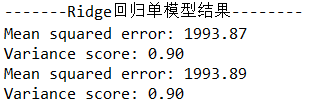 -------Ridge回归单模型结果--------
Mean squared error: 1993.87
Variance score: 0.90
Mean squared error: 1993.89
Variance score: 0.90